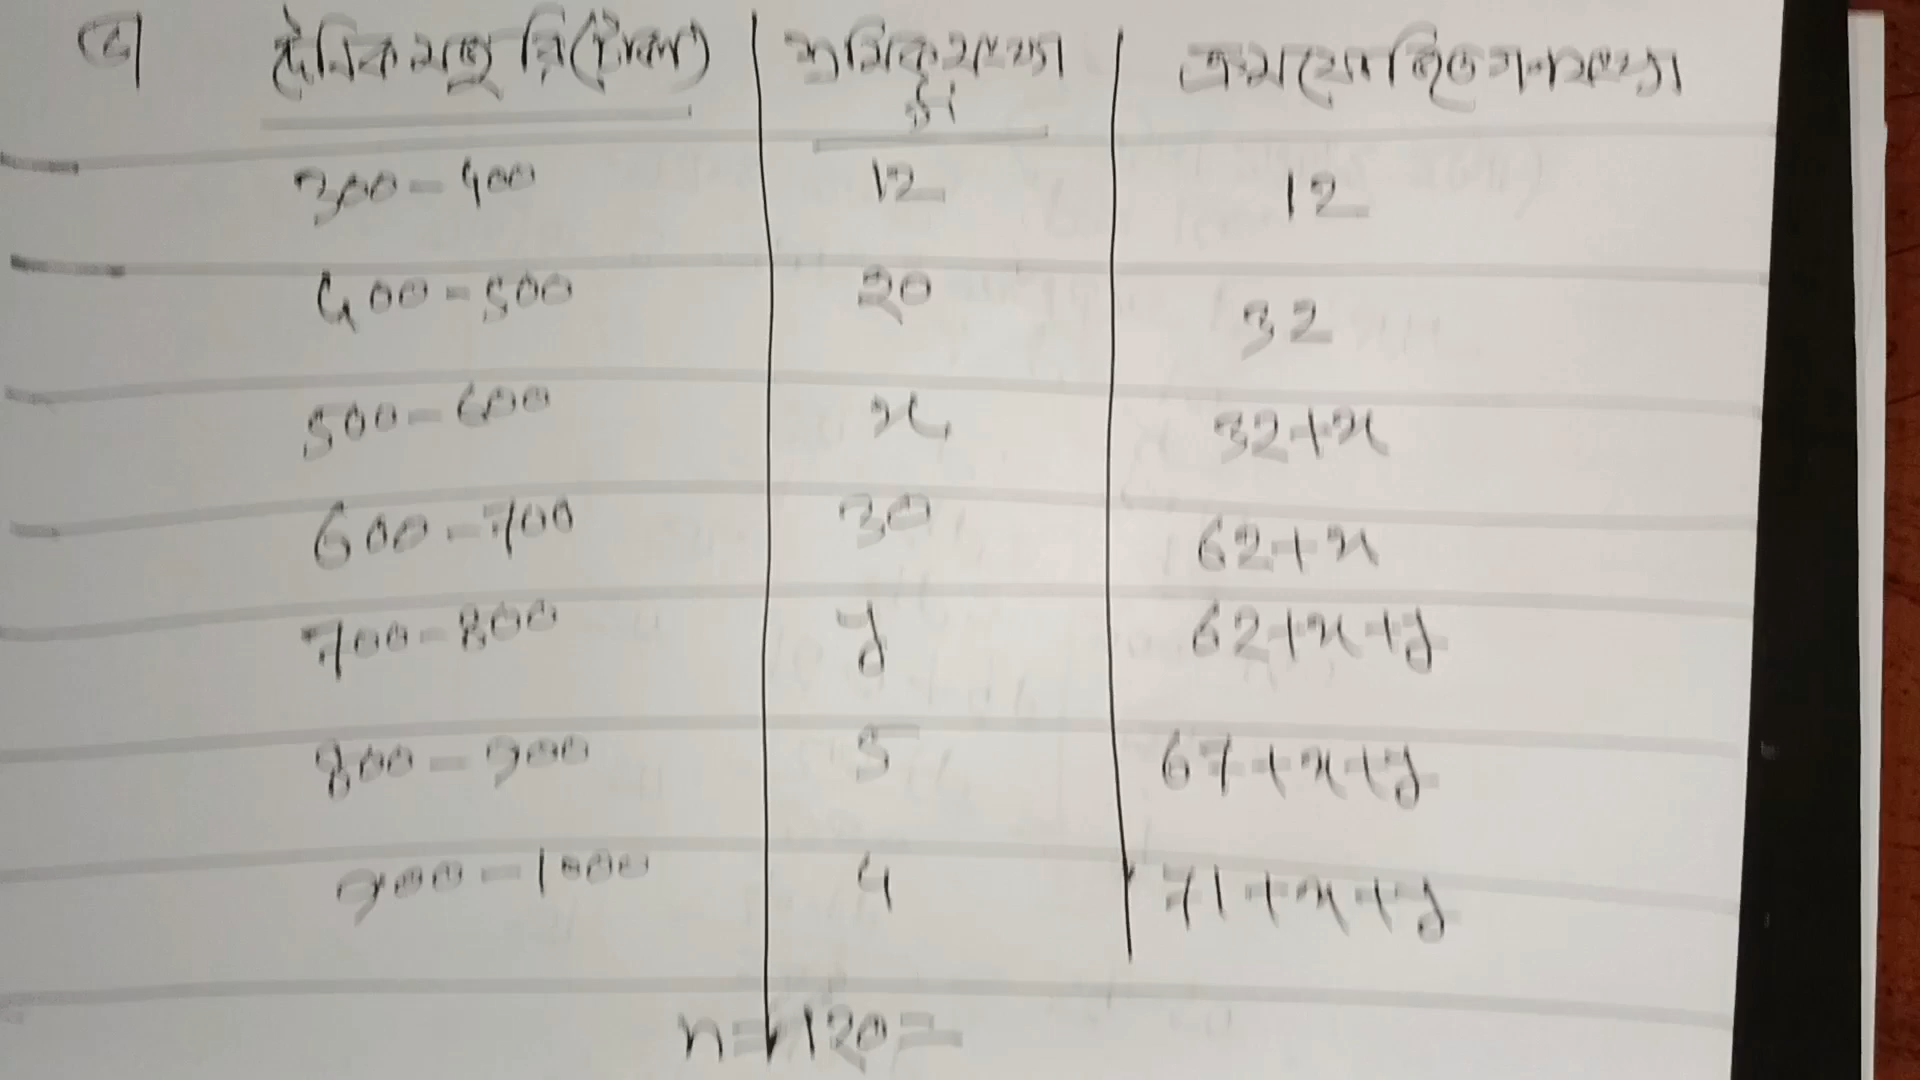 ৩। দৈনিক মজুরি (টাকা) শ্রমিক সংখ্যা ক্রমযোজিত গণসংখ্যা
fi
300-400 12 12
400-500 20 32
500-600 x 32+x
600-700 30 62+x
700-800 y 62+x+y
800-900 5 67+x+y
900-1000 4 71+x+y
n=120=